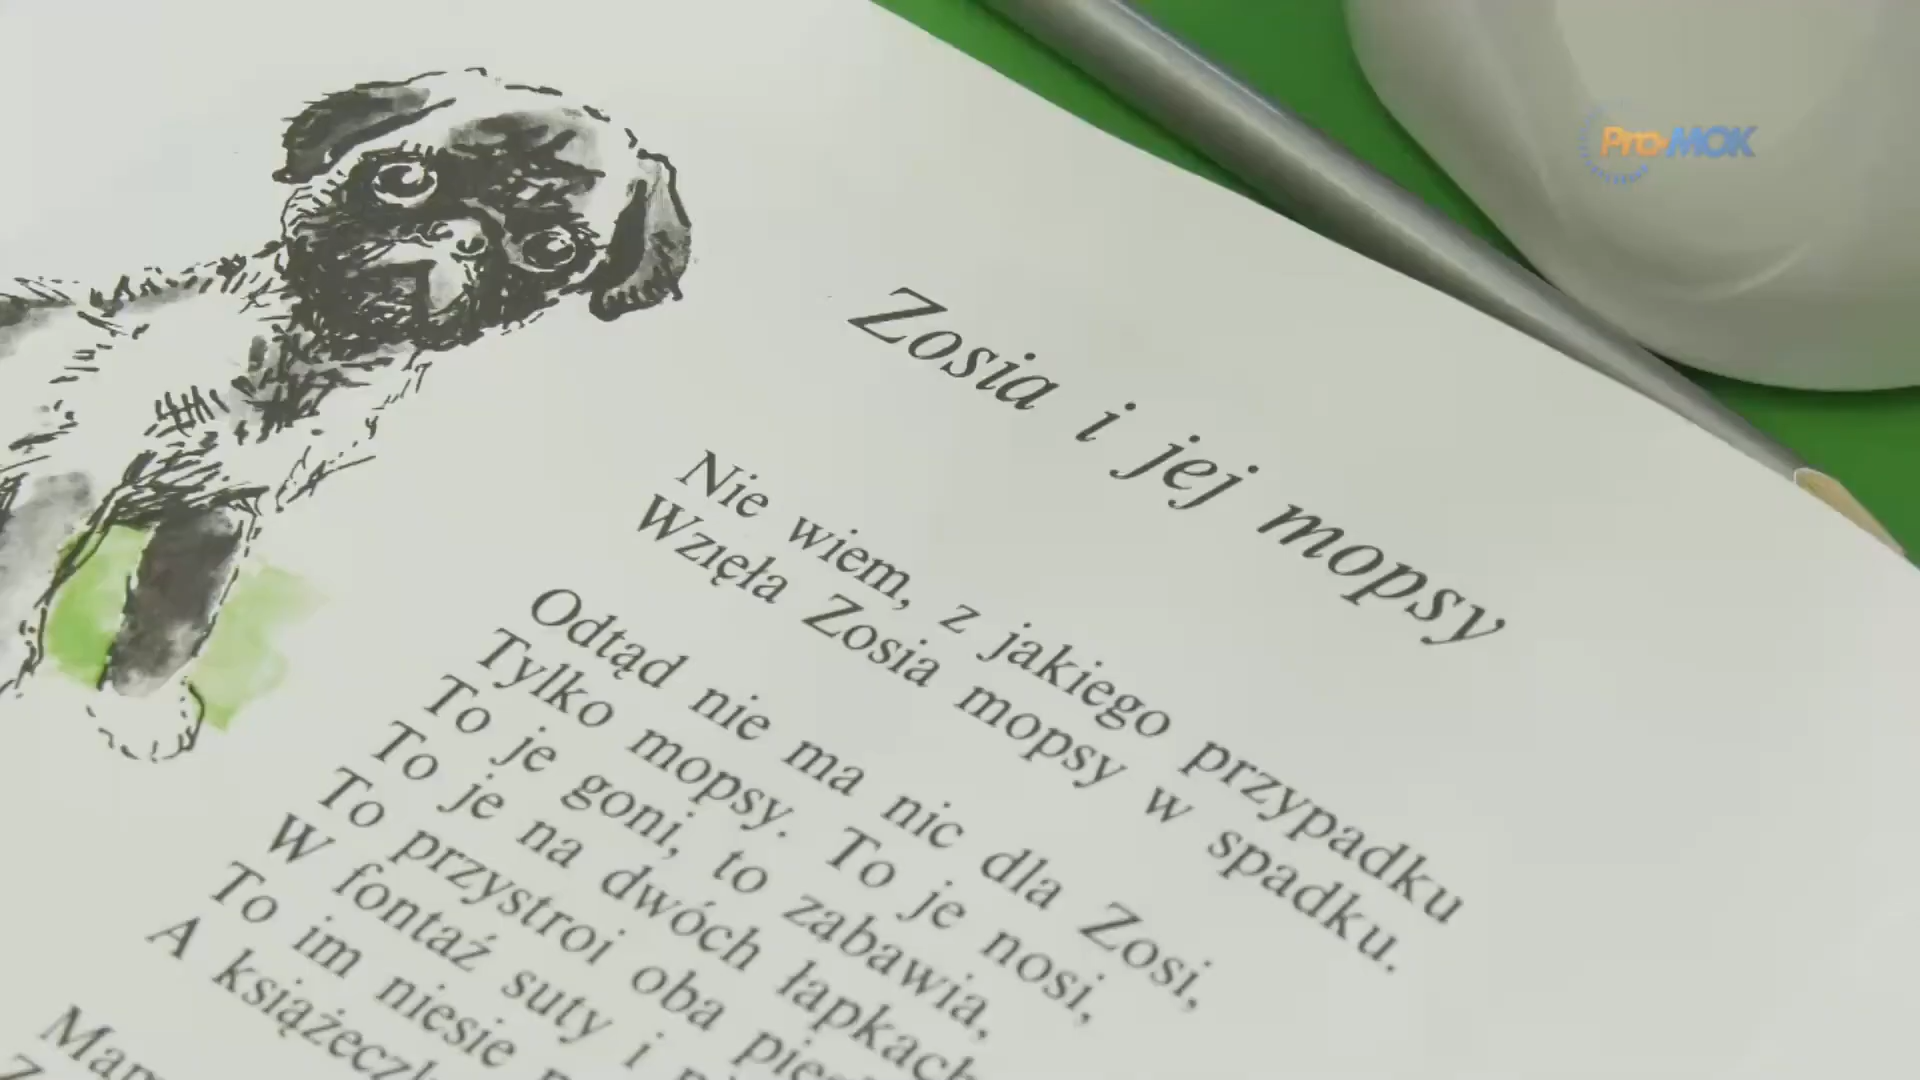 Pro-MOK
Zosia i jej mopsy
Nie wiem, z jakiego przypadku
Wzięła Zosia mopsy w spadku.
Odtąd nie ma nic dla Zosi,
Tylko mopsy. To je nosi,
To je goni, to zabawia,
To je na dwóch łapkach
To przystroi oba
W fontaź suty i
To im niesie
A